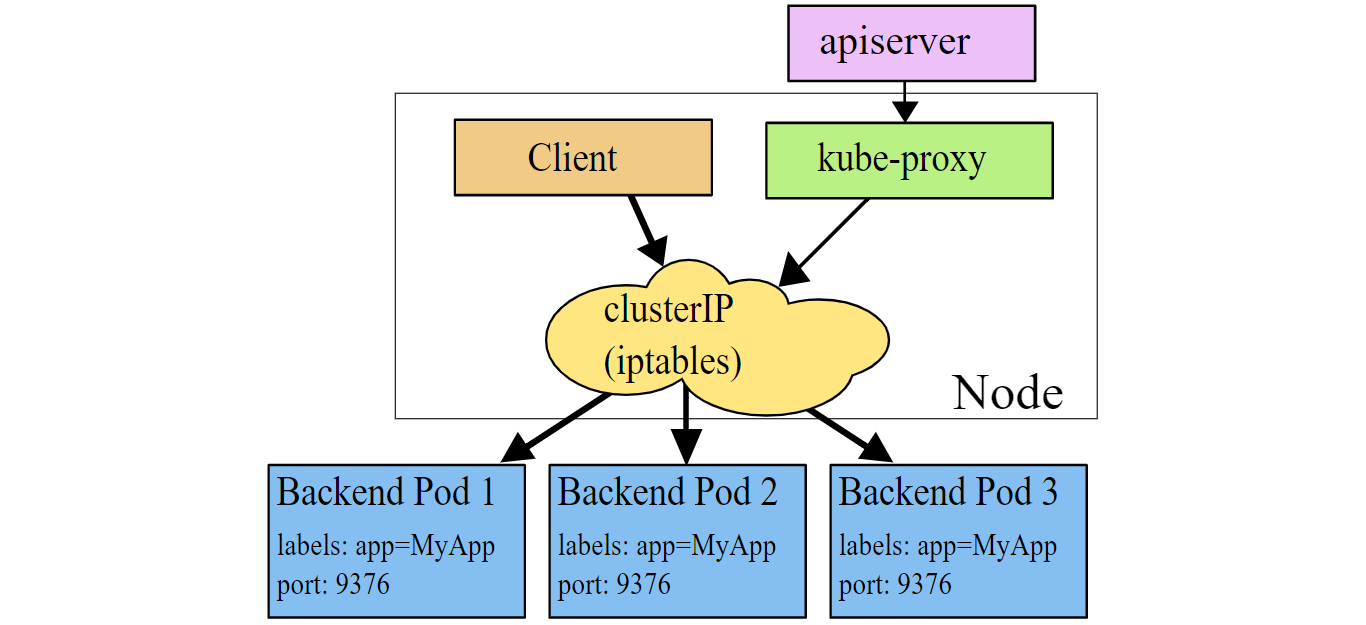 apiserver
Client
kube-proxy
clusterIP
(iptables)
Node
Backend Pod 1
labels: app=MyApp
port: 9376
Backend Pod 2
labels: app=MyApp
port: 9376
Backend Pod 3
labels: app=MyApp
port: 9376